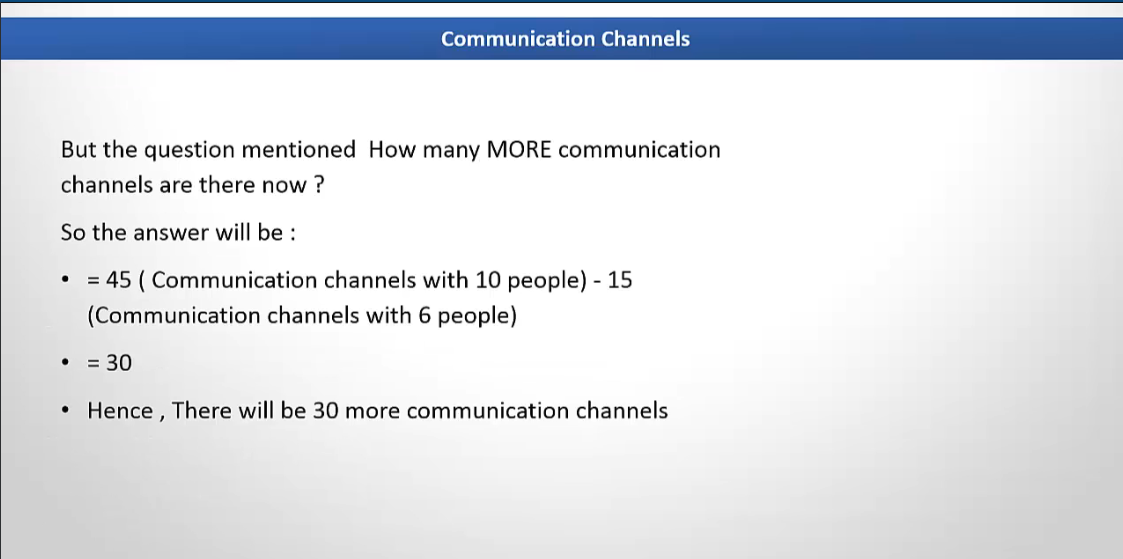 Communication Channels
But the question mentioned  How many MORE communication
channels are there now ?
So the answer will be :
• = 45 ( Communication channels with 10 people) - 15
(Communication channels with 6 people)
• = 30
• Hence , There will be 30 more communication channels